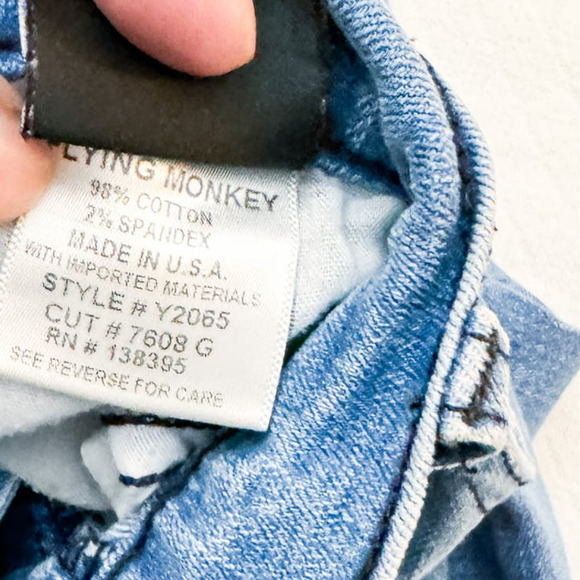 LYING MONKEY
98% COTTON
2% SPANDEX
MADE IN U.S.A.
WITH IMPORTED MATERIALS
STYLE # Y2065
CUT # 7608 G
RN # 138395
SEE REVERSE FOR CARE